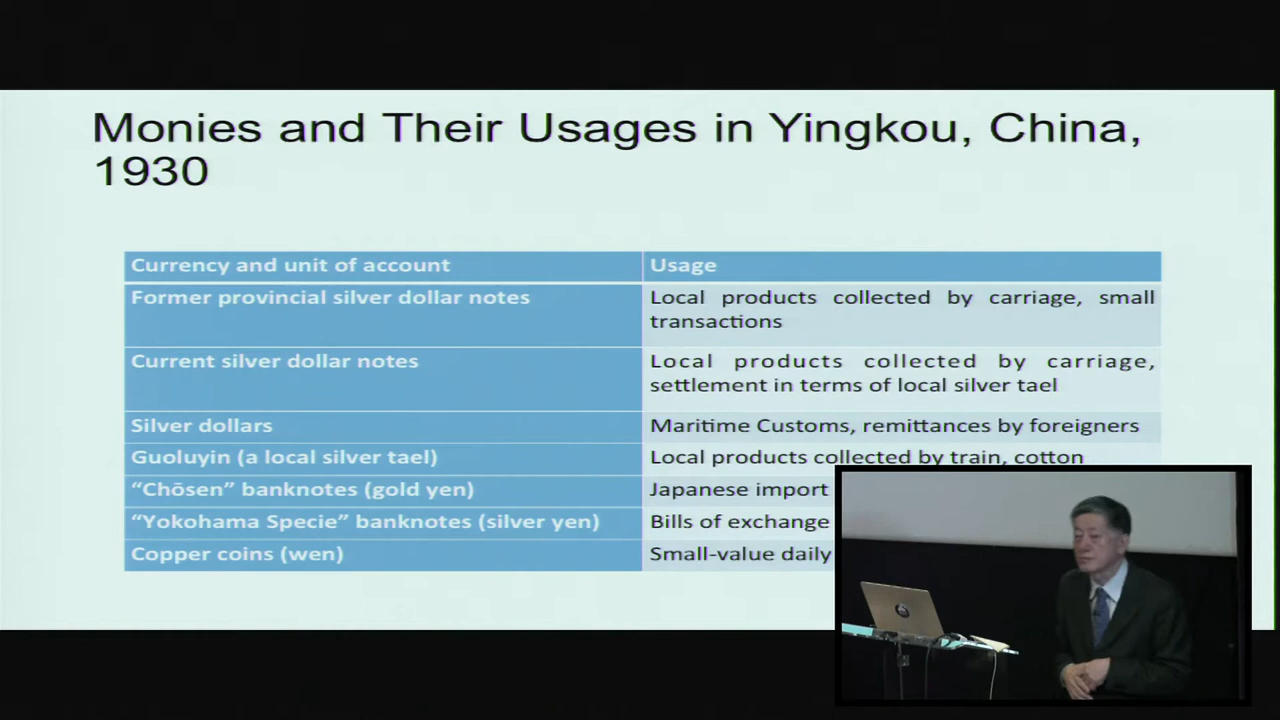 Monies and Their Usages in Yingkou, China,
1930
Currency and unit of account
Usage
Former provincial silver dollar notes
Local products collected by carriage, small
transactions
Current silver dollar notes
Local products collected by carriage,
settlement in terms of local silver tael
Silver dollars
Maritime Customs, remittances by foreigners
Guoluyin (a local silver tael)
Local products collected by train, cotton
“Chōsen” banknotes (gold yen)
Japanese import
“Yokohama Specie” banknotes (silver yen)
Bills of exchange
Copper coins (wen)
Small-value daily